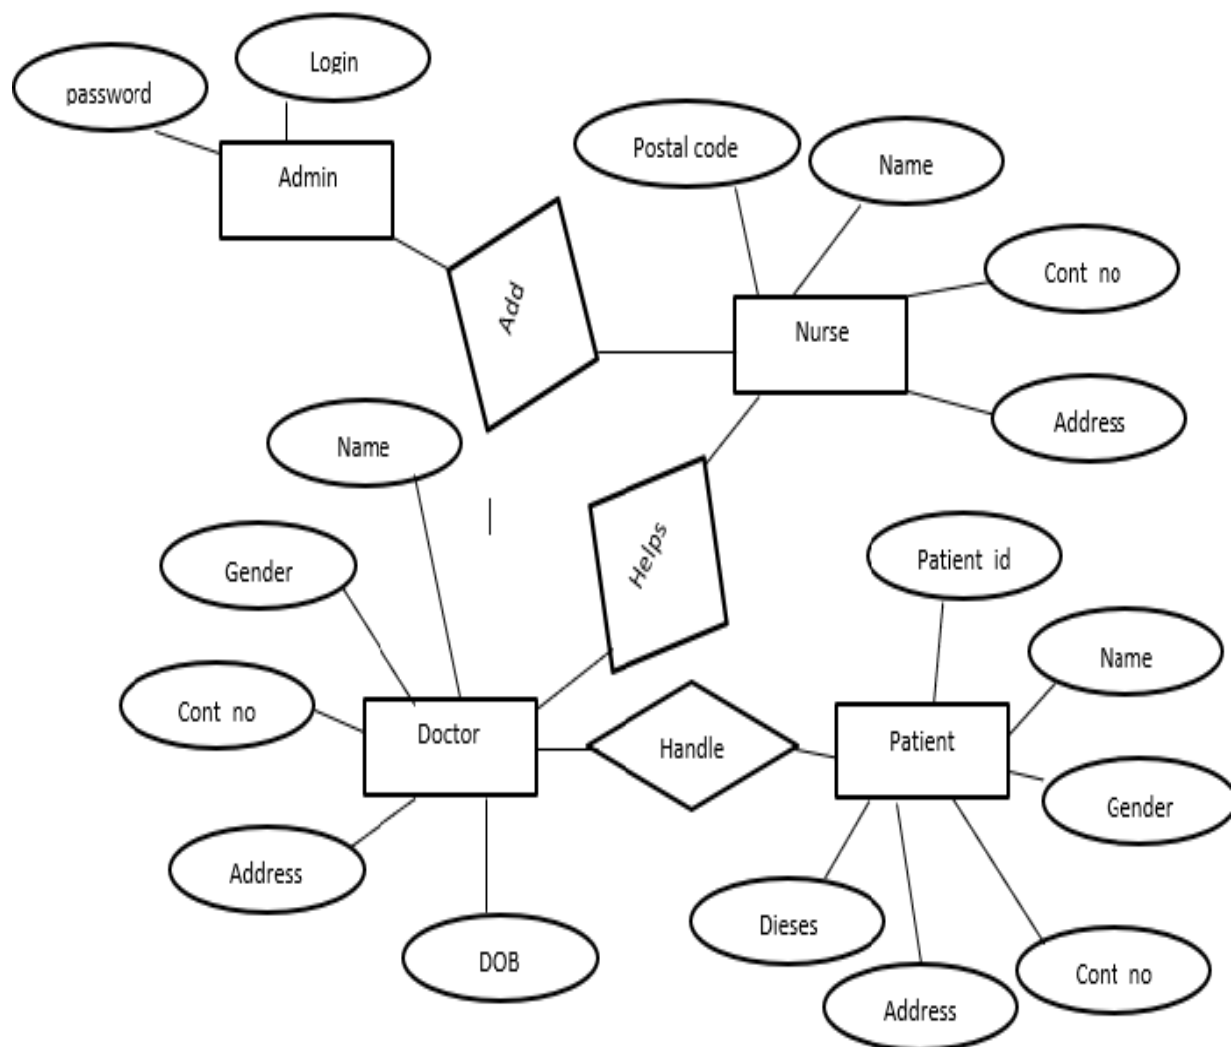 Login
password
Admin
Postal code
Name
Cont no
Add
Nurse
Address
Name
Helps
Gender
Patient id
Name
Cont no
Doctor
Handle
Patient
Gender
Address
Dieses
DOB
Cont no
Address